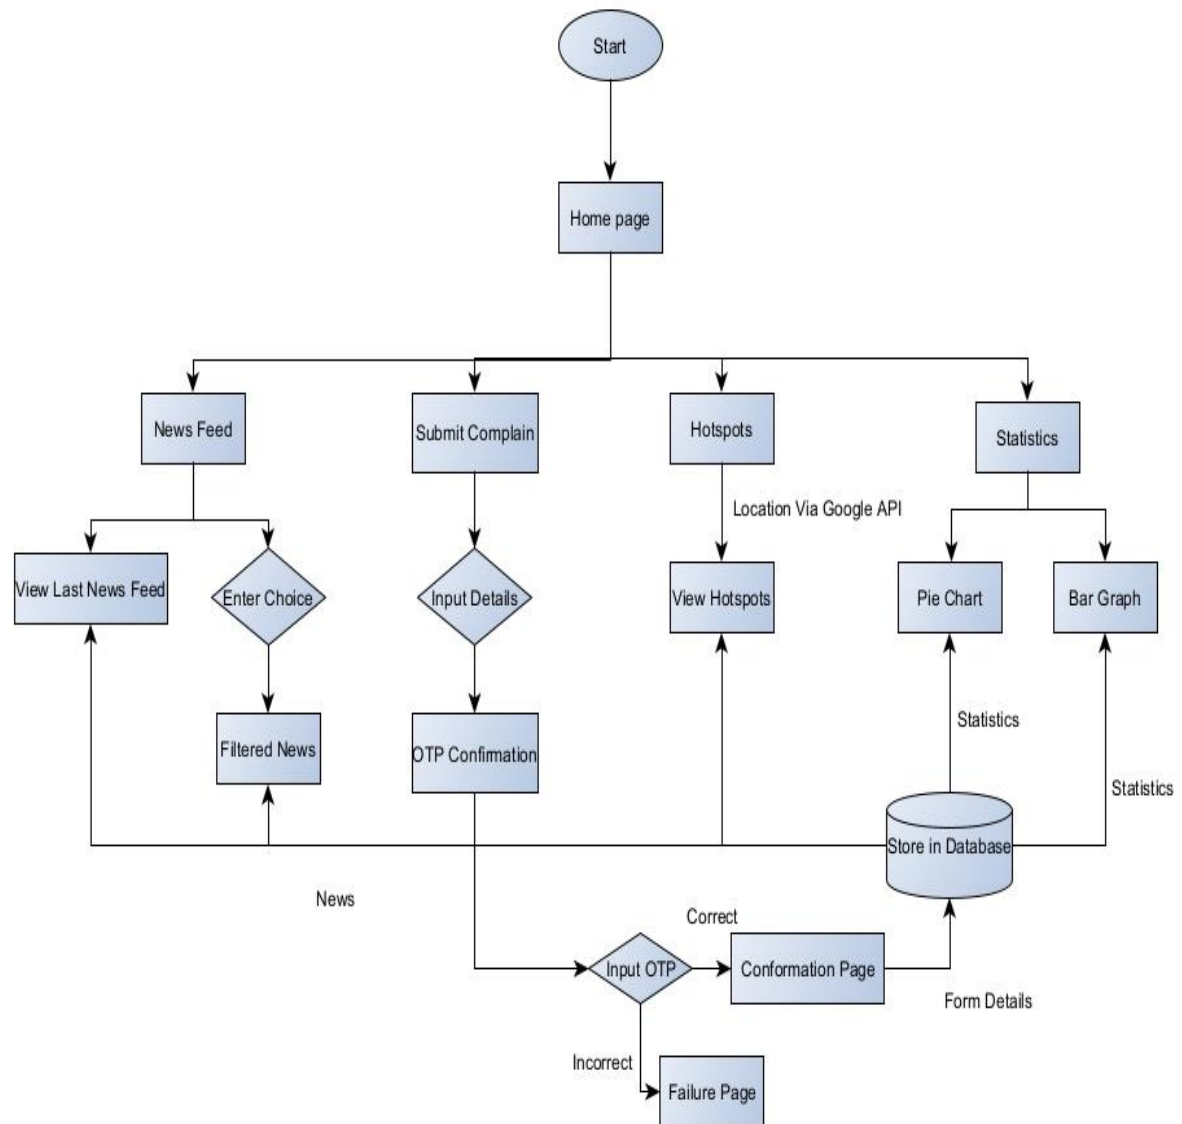 Start
Home page
News Feed
Submit Complain
Hotspots
Statistics
Location Via Google API
View Last News Feed
Enter Choice
Input Details
View Hotspots
Pie Chart
Bar Graph
Filtered News
OTP Confirmation
Statistics
Statistics
Store in Database
News
Correct
Input OTP
Conformation Page
Form Details
Incorrect
Failure Page